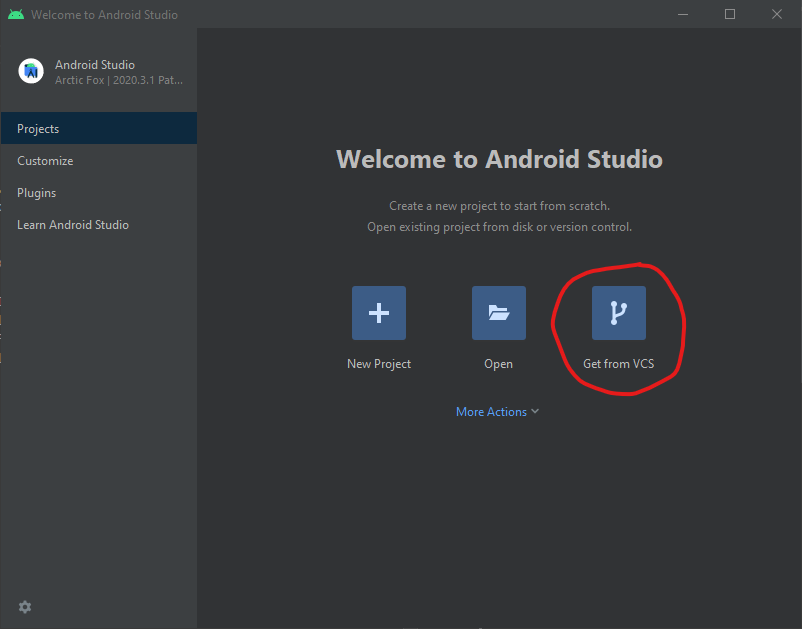 Welcome to Android Studio
Android Studio
Arctic Fox | 2020.3.1 Pat...
Projects
Customize
Plugins
Learn Android Studio
Welcome to Android Studio
Create a new project to start from scratch.
Open existing project from disk or version control.
New Project
Open
Get from VCS
More Actions